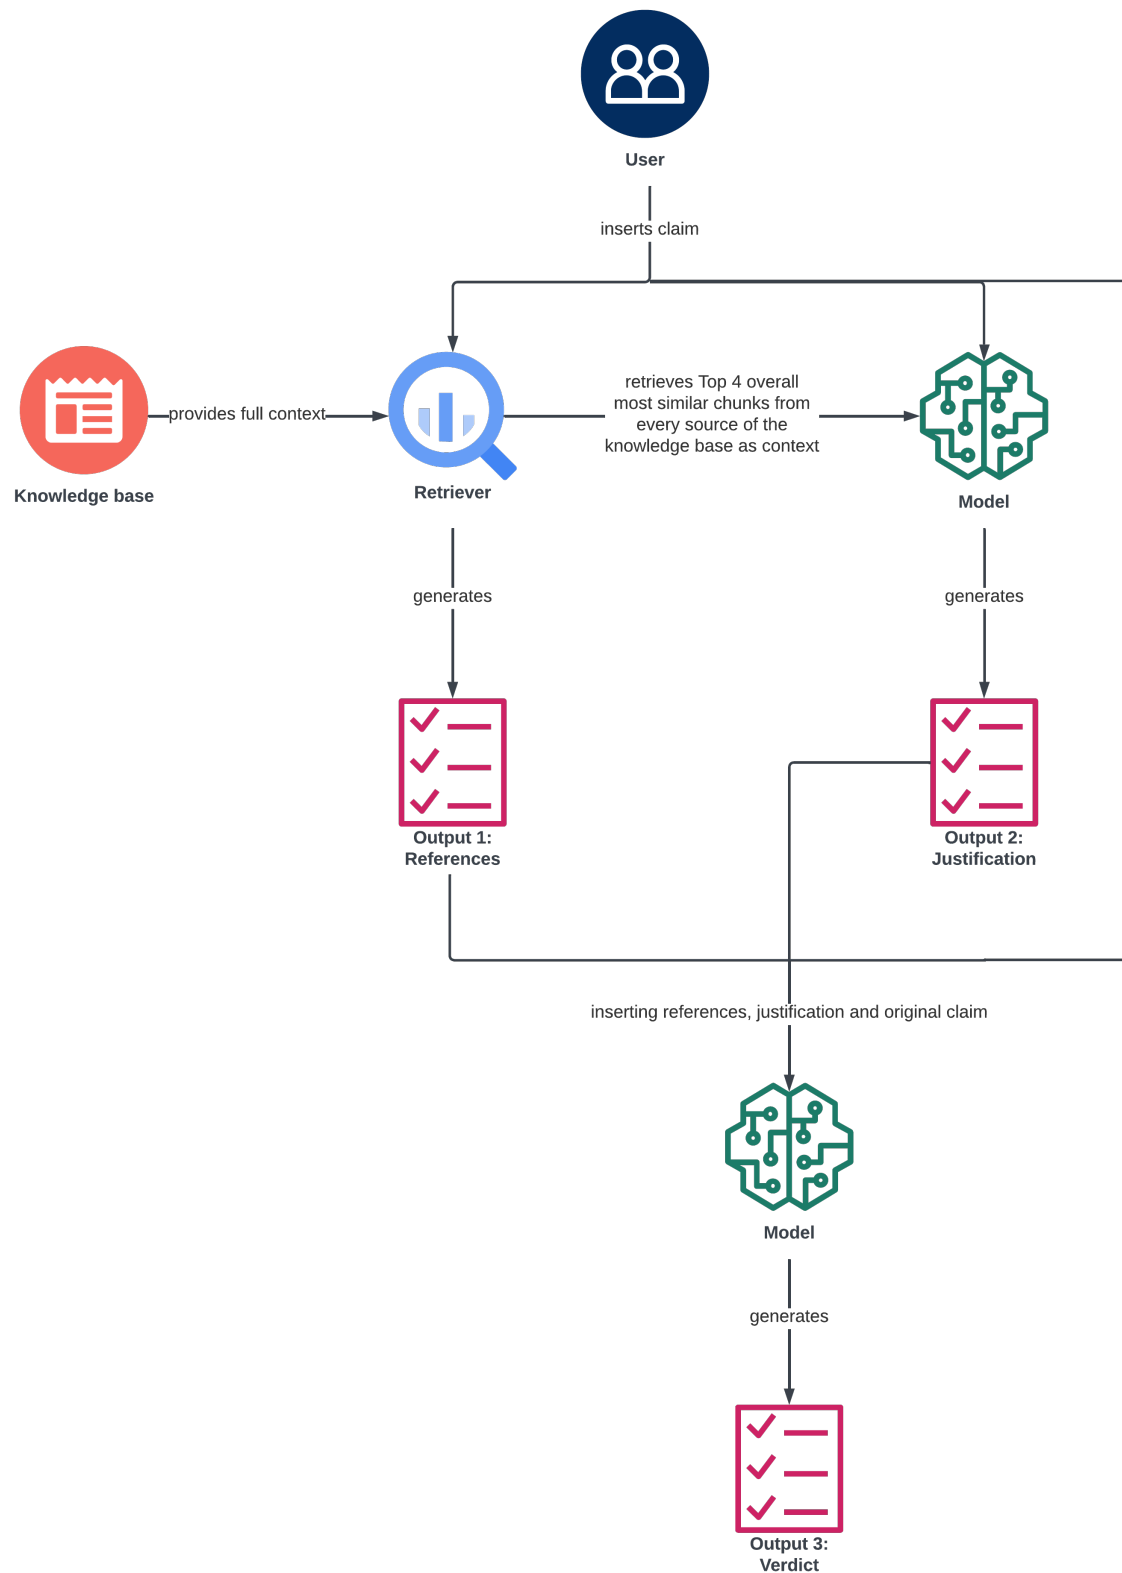 User
inserts claim
provides full context
retrieves Top 4 overall
most similar chunks from
every source of the
knowledge base as context
Knowledge base
Retriever
Model
generates
generates
Output 1:
References
Output 2:
Justification
inserting references, justification and original claim
Model
generates
Output 3:
Verdict